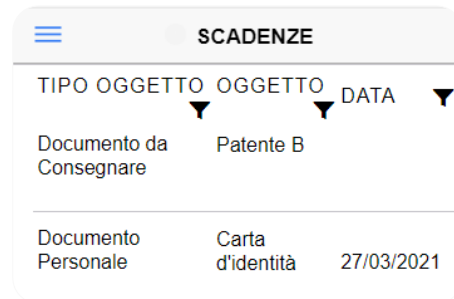 SCADENZE
TIPO OGGETTO OGGETTO DATA
Documento da Patente B
Consegnare
Documento Carta
Personale d'identità 27/03/2021